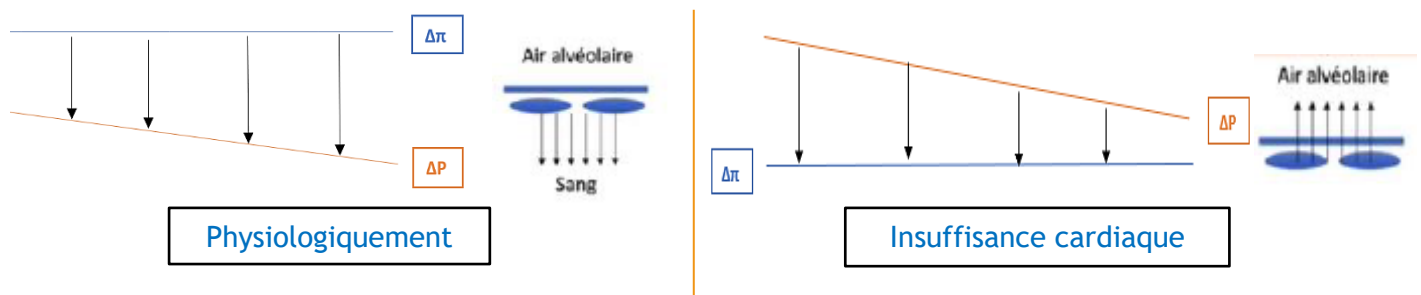 Δπ
Air alvéolaire
ΔP
Sang
Physiologiquement
Air alvéolaire
ΔP
Δπ
Insuffisance cardiaque